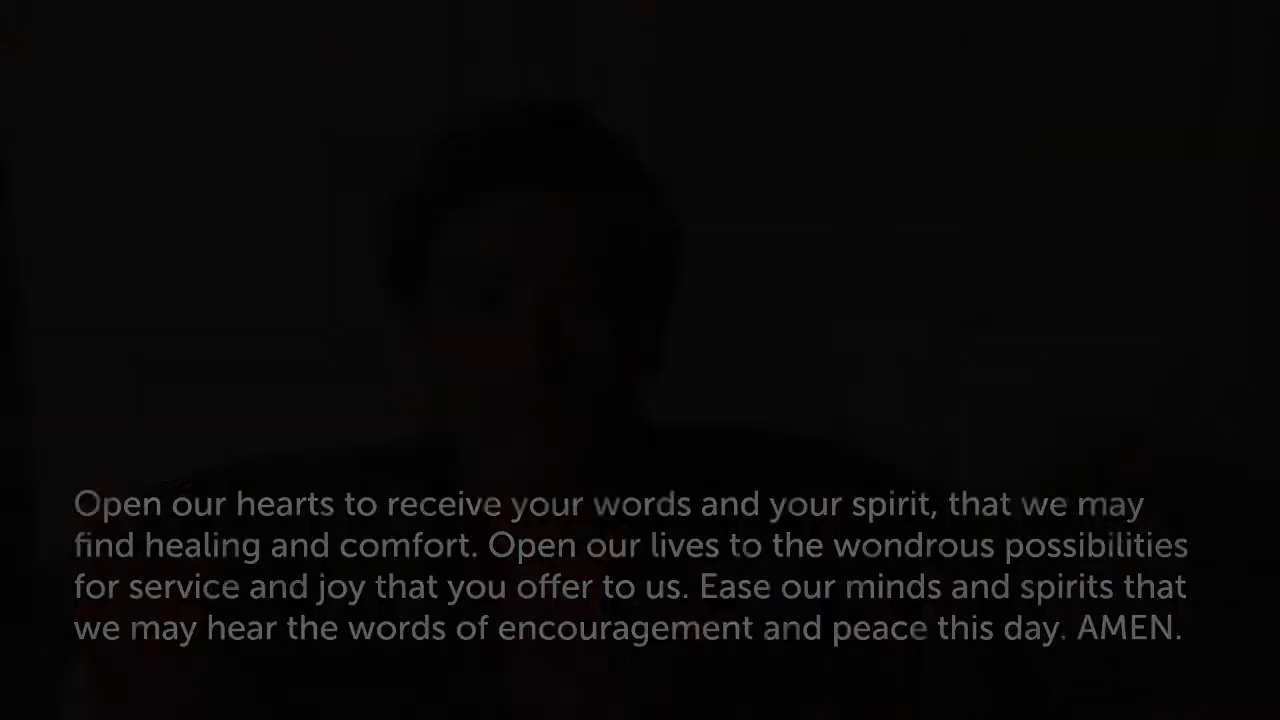 Open our hearts to receive your words and your spirit, that we may
find healing and comfort. Open our lives to the wondrous possibilities
for service and joy that you offer to us. Ease our minds and spirits that
we may hear the words of encouragement and peace this day. AMEN.